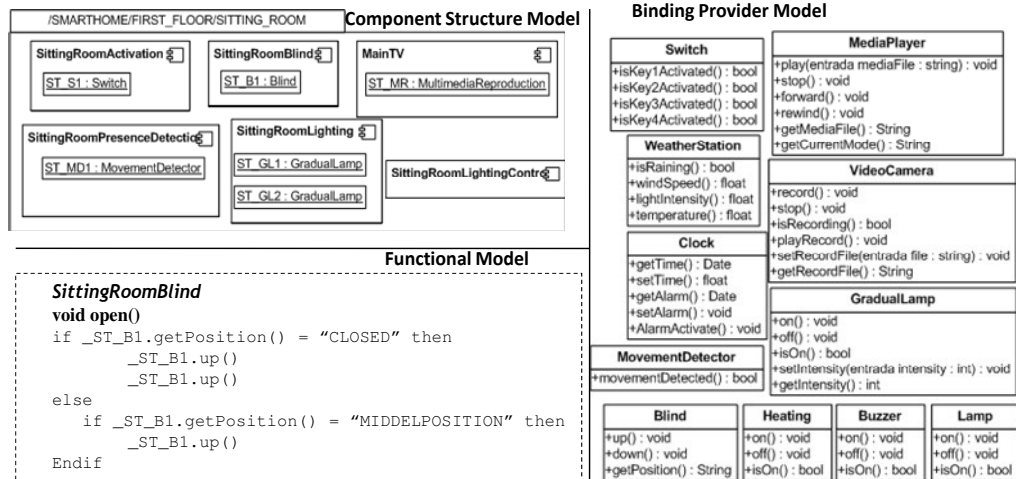 Component Structure Model
/SMARTHOME/FIRST_FLOOR/SITTING_ROOM
SittingRoomActivation
ST_S1 : Switch
SittingRoomBlind
ST_B1 : Blind
MainTV
ST_MR : MultimediaReproduction
SittingRoomPresenceDetectio
ST_MD1 : MovementDetector
SittingRoomLighting
ST_GL1 : GradualLamp
ST_GL2 : GradualLamp
SittingRoomLightingContro
Functional Model
SittingRoomBlind
void open()
if _ST_B1.getPosition() = “CLOSED” then
_ST_B1.up()
_ST_B1.up()
else
if _ST_B1.getPosition() = “MIDDELPOSITION” then
_ST_B1.up()
Endif
Binding Provider Model
Switch
+isKey1Activated() : bool
+isKey2Activated() : bool
+isKey3Activated() : bool
+isKey4Activated() : bool
WeatherStation
+isRaining() : bool
+windSpeed() : float
+lightIntensity() : float
+temperature() : float
Clock
+getTime() : Date
+setTime() : float
+getAlarm() : Date
+setAlarm() : void
+AlarmActivate() : void
MovementDetector
+movementDetected() : bool
MediaPlayer
+play(entrada mediaFile : string) : void
+stop() : void
+forward() : void
+rewind() : void
+getMediaFile() : String
+getCurrentMode() : String
VideoCamera
+record() : void
+stop() : void
+isRecording() : bool
+playRecord() : void
+setRecordFile(entrada file : string) : void
+getRecordFile() : String
GradualLamp
+on() : void
+off() : void
+isOn() : bool
+setIntensity(entrada intensity : int) : void
+getIntensity() : int
Blind
+up() : void
+down() : void
+getPosition() : String
Heating
+on() : void
+off() : void
+isOn() : bool
Buzzer
+on() : void
+off() : void
+isOn() : bool
Lamp
+on() : void
+off() : void
+isOn() : bool